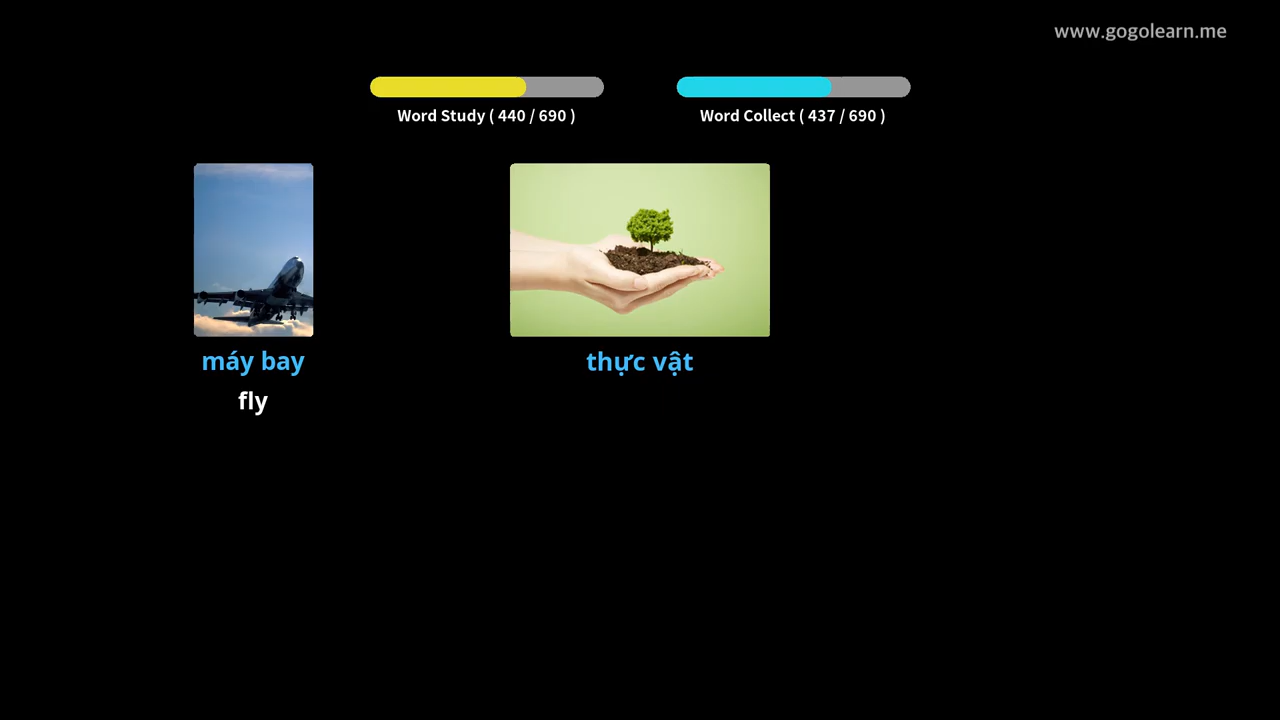 www.gogolearn.me
Word Study ( 440 / 690 )
Word Collect ( 437 / 690 )
máy bay
fly
thực vật